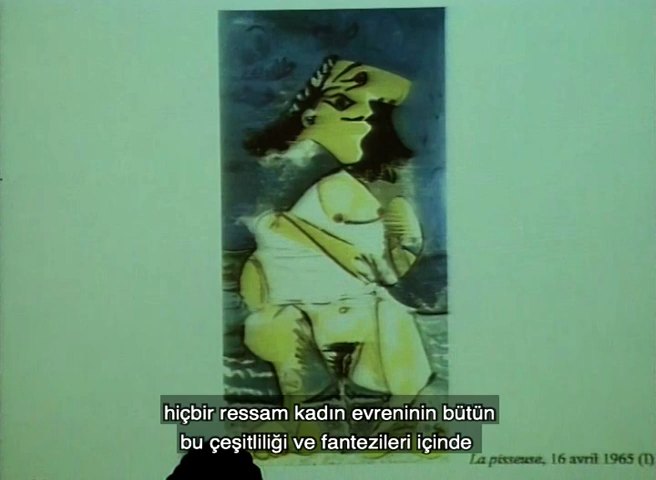 hiçbir ressam kadın evreninin bütün
bu çeşitliliği ve fantezileri içinde
La pisseuse, 16 avril 1965 (I)